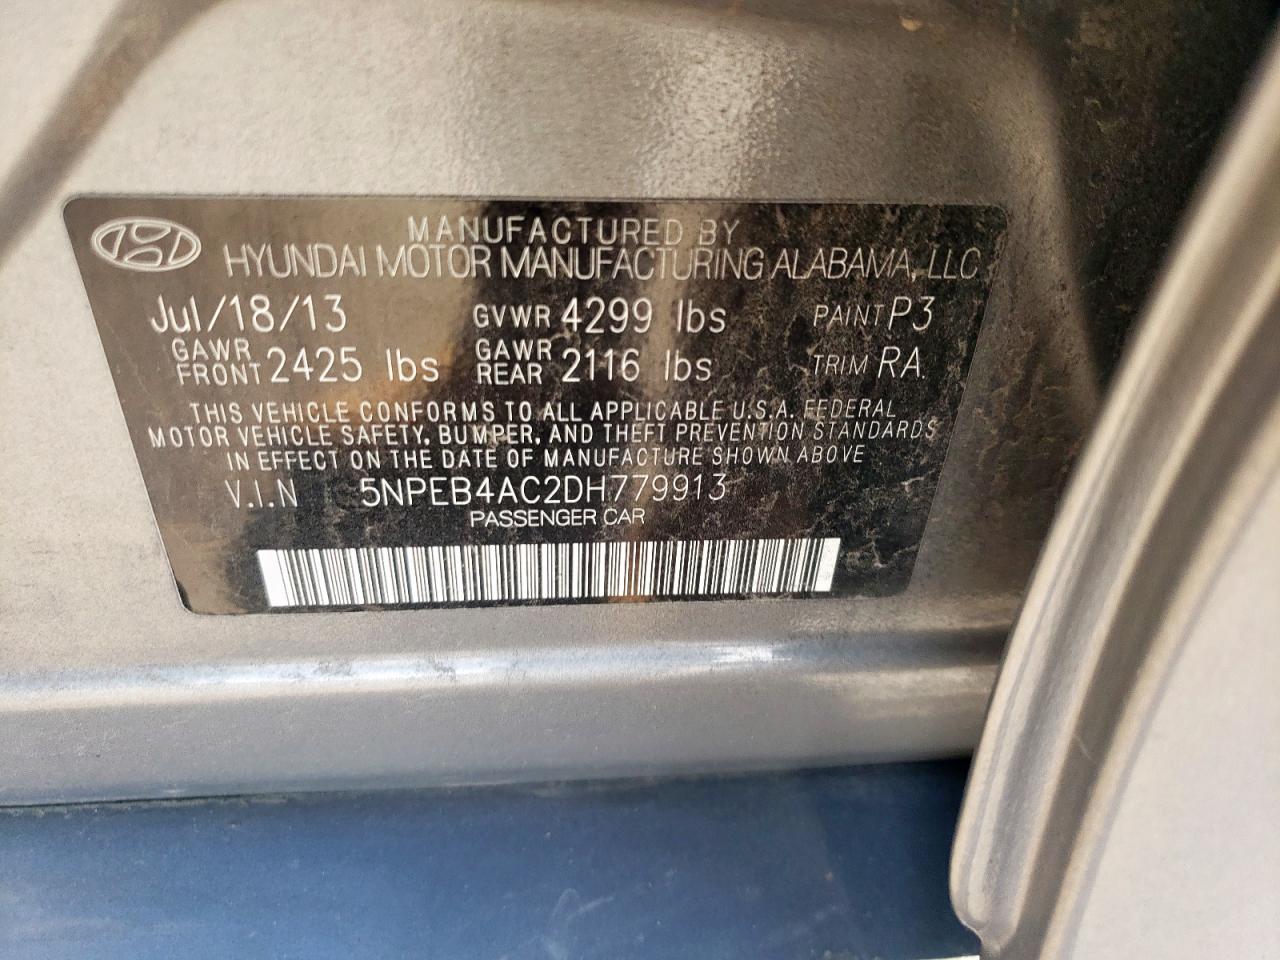 MANUFACTURED BY
HYUNDAI MOTOR MANUFACTURING ALABAMA, LLC
Jul/18/13 GVWR 4299 lbs PAINT P3
GAWR FRONT 2425 lbs GAWR REAR 2116 lbs TRIM RA
THIS VEHICLE CONFORMS TO ALL APPLICABLE U.S.A. FEDERAL
MOTOR VEHICLE SAFETY, BUMPER, AND THEFT PREVENTION STANDARDS
IN EFFECT ON THE DATE OF MANUFACTURE SHOWN ABOVE
V.I.N 5NPEB4AC2DH779913
PASSENGER CAR